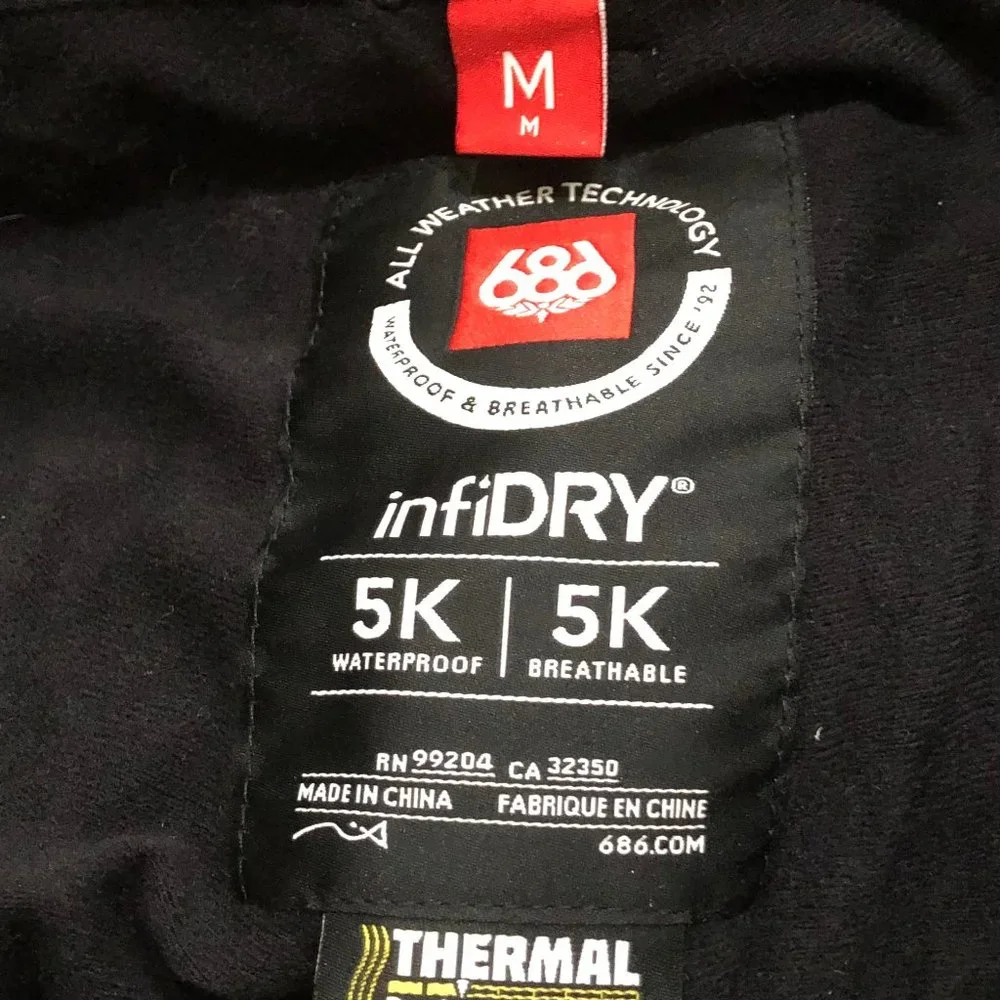 M
M
ALL WEATHER TECHNOLOGY
686
WATERPROOF & BREATHABLE SINCE '92
infiDRY®
5K | 5K
WATERPROOF | BREATHABLE
RN 99204 CA 32350
MADE IN CHINA FABRIQUE EN CHINE
686.COM
THERMAL